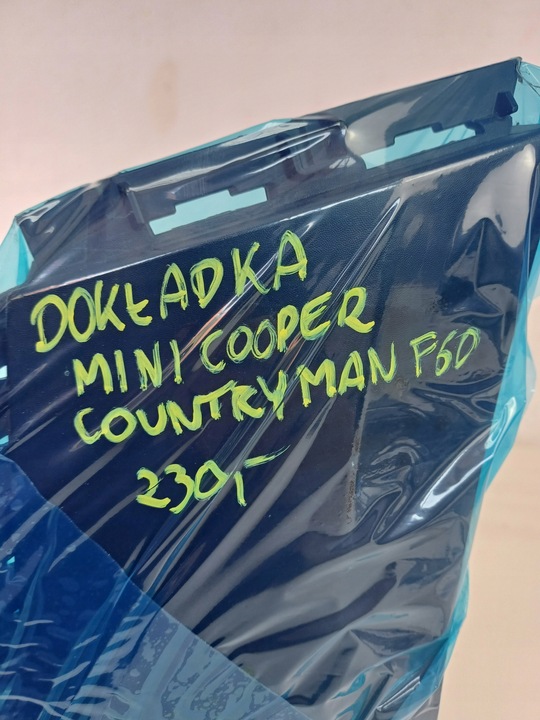 DOKŁADKA
MINI COOPER
COUNTRYMAN F60
230,-